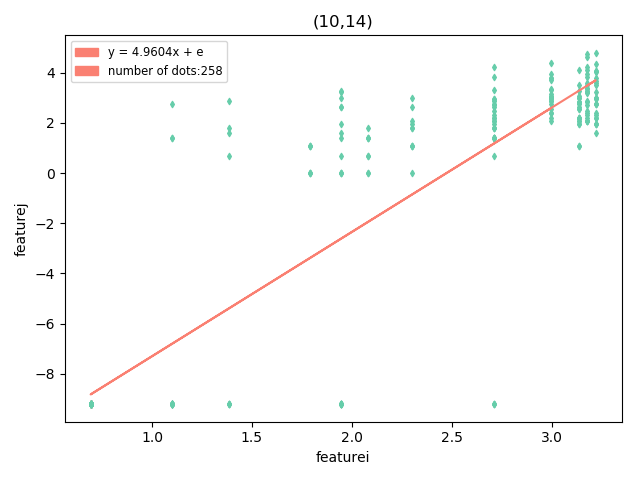 (10,14)
y = 4.9604x + e
number of dots:258
4
2
0
−2
−4
−6
−8
featurej
1.0 1.5 2.0 2.5 3.0
featurei